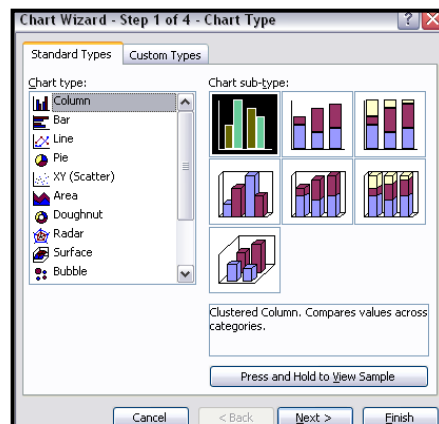 Chart Wizard - Step 1 of 4 - Chart Type
Standard Types
Custom Types
Chart type:
Column
Bar
Line
Pie
XY (Scatter)
Area
Doughnut
Radar
Surface
Bubble
Chart sub-type:
Clustered Column. Compares values across
categories.
Press and Hold to View Sample
Cancel
< Back
Next >
Finish